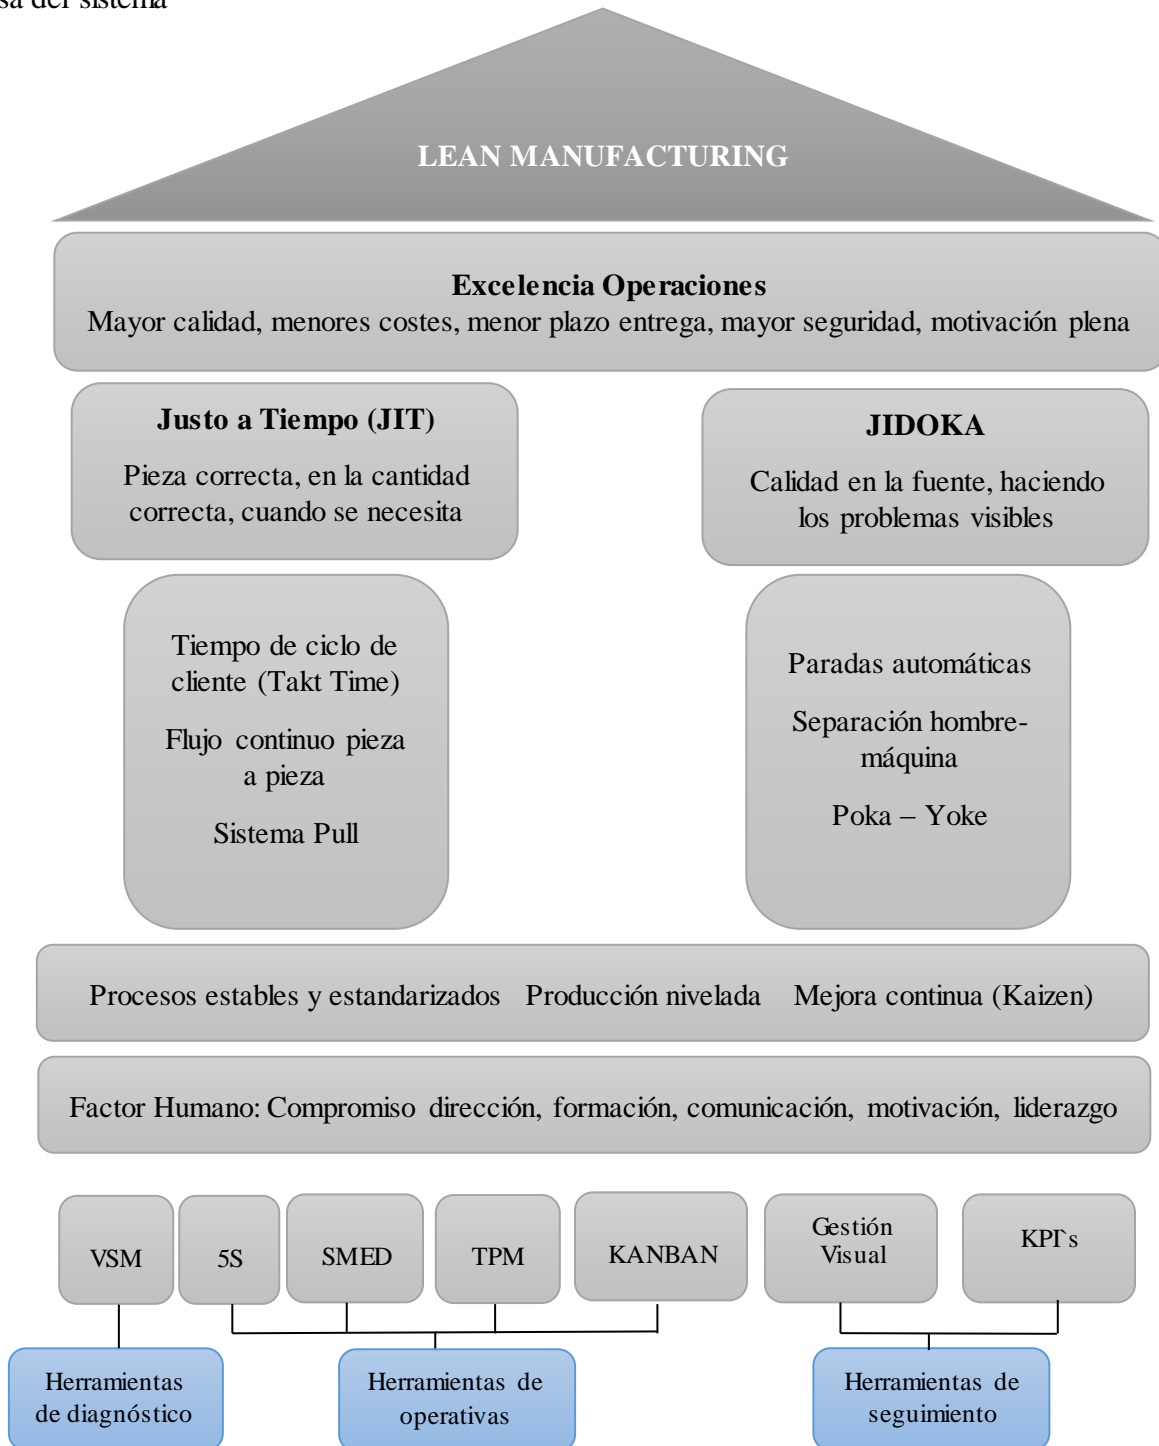 sa del sistema
LEAN MANUFACTURING
Excelencia Operaciones
Mayor calidad, menores costes, menor plazo entrega, mayor seguridad, motivación plena
Justo a Tiempo (JIT)
Pieza correcta, en la cantidad
correcta, cuando se necesita
JIDOKA
Calidad en la fuente, haciendo
los problemas visibles
Tiempo de ciclo de
cliente (Takt Time)
Flujo continuo pieza
a pieza
Sistema Pull
Paradas automáticas
Separación hombre-
máquina
Poka – Yoke
Procesos estables y estandarizados Producción nivelada Mejora continua (Kaizen)
Factor Humano: Compromiso dirección, formación, comunicación, motivación, liderazgo
VSM
5S
SMED
TPM
KANBAN
Gestión
Visual
KPI`s
Herramientas
de diagnóstico
Herramientas de
operativas
Herramientas de
seguimiento